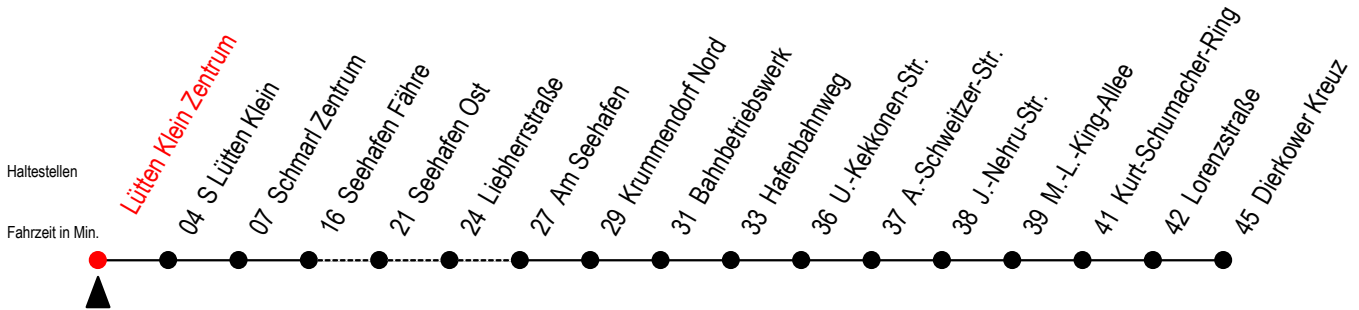 Haltestellen
Fahrzeit in Min.
Lütten Klein Zentrum
04 S Lütten Klein
07 Schmarl Zentrum
16 Seehafen Fähre
21 Seehafen Ost
24 Liebherrstraße
27 Am Seehafen
29 Krummendorf Nord
31 Bahnbetriebswerk
33 Hafenbahnweg
36 U.-Kekkonen-Str.
37 A.-Schweitzer-Str.
38 J.-Nehru-Str.
39 M.-L.-King-Allee
41 Kurt-Schumacher-Ring
42 Lorenzstraße
45 Dierkower Kreuz